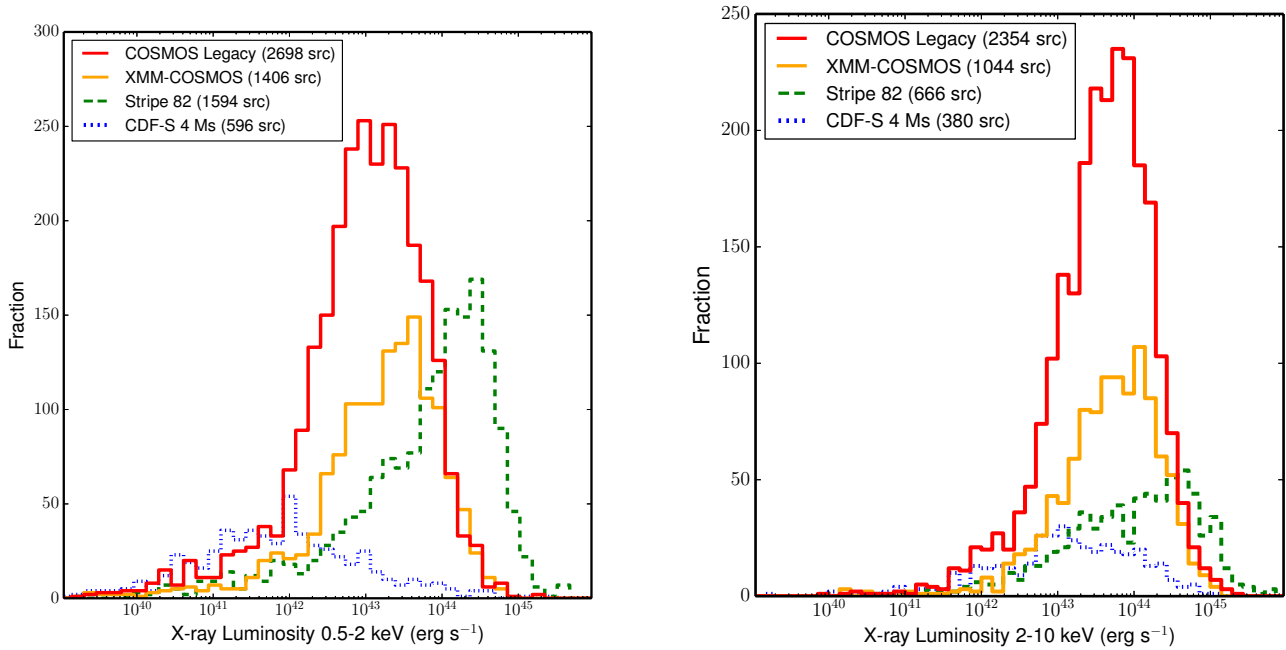 300
250
200
150
100
50
0
Fraction
COSMOS Legacy (2698 src)
XMM-COSMOS (1406 src)
Stripe 82 (1594 src)
CDF-S 4 Ms (596 src)
10^40 10^41 10^42 10^43 10^44 10^45
X-ray Luminosity 0.5-2 keV (erg s⁻¹)
250
200
150
100
50
0
Fraction
COSMOS Legacy (2354 src)
XMM-COSMOS (1044 src)
Stripe 82 (666 src)
CDF-S 4 Ms (380 src)
10^40 10^41 10^42 10^43 10^44 10^45
X-ray Luminosity 2-10 keV (erg s⁻¹)